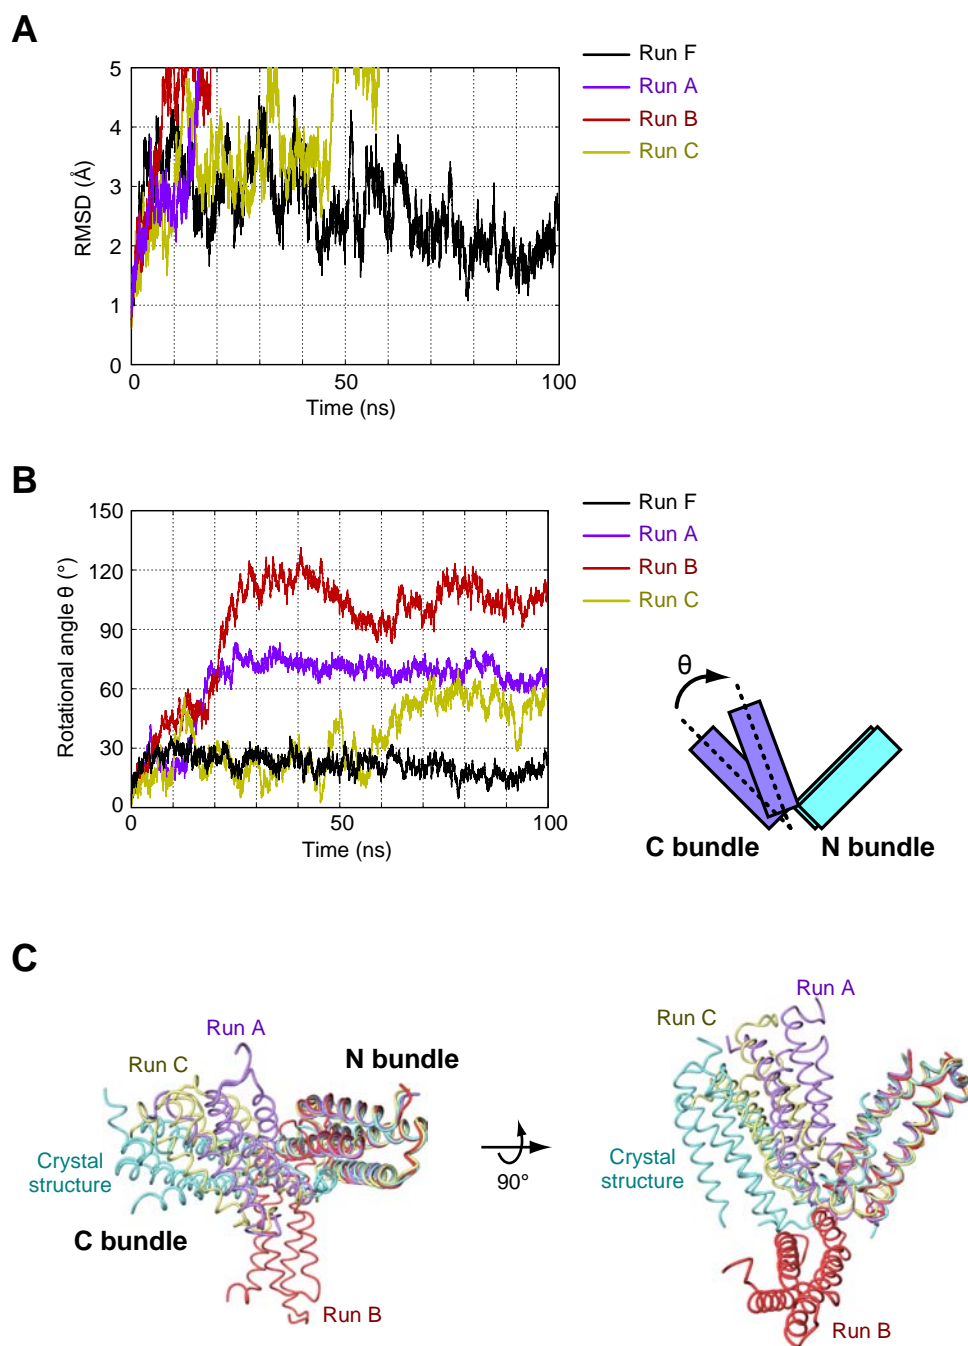 A
Run F
Run A
Run B
Run C
RMSD (Å)
5
4
3
2
1
0
0
50
100
Time (ns)
B
Run F
Run A
Run B
Run C
Rotational angle θ (°)
150
120
90
60
30
0
0
50
100
Time (ns)
θ
C bundle
N bundle
C
Run A
Run C
N bundle
Crystal
structure
C bundle
Run B
90°
Run A
Run C
Crystal
structure
Run B